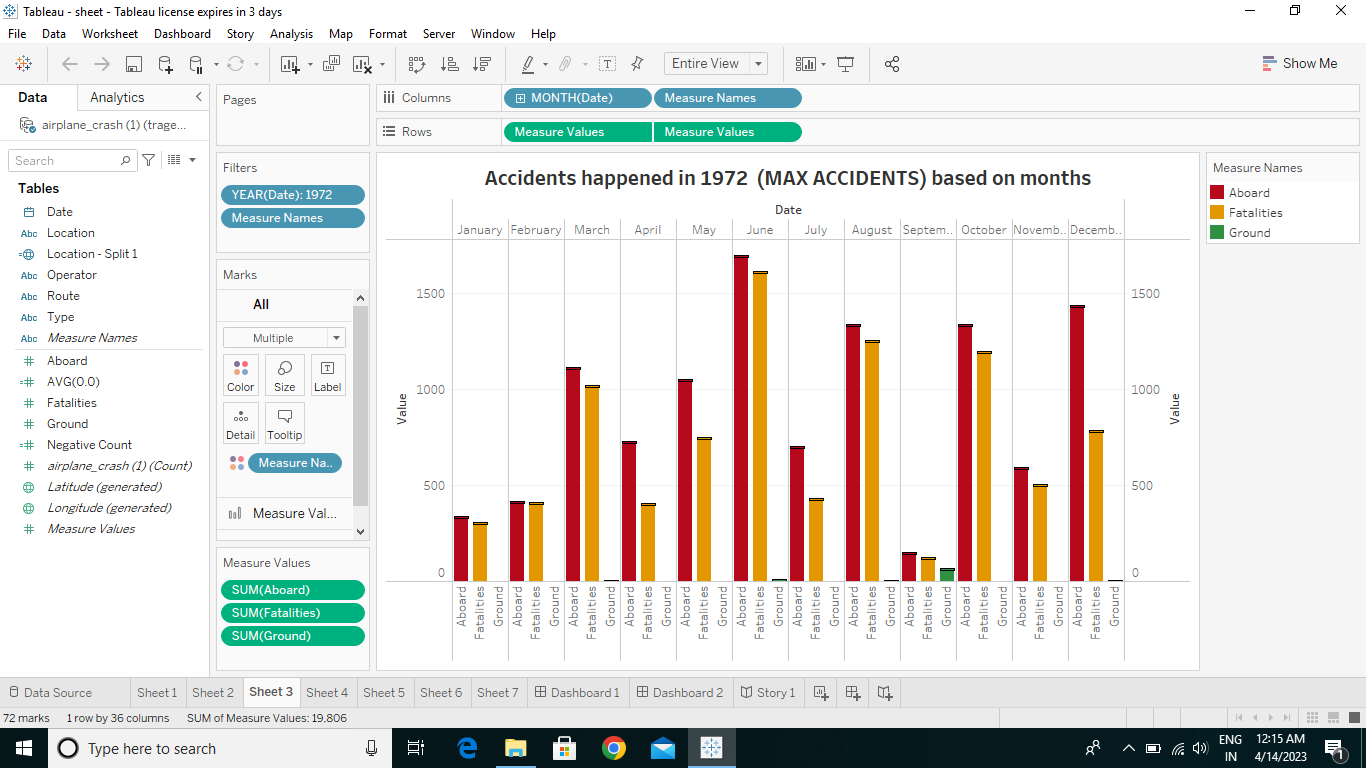 Tableau - sheet - Tableau license expires in 3 days
File Data Worksheet Dashboard Story Analysis Map Format Server Window Help
Entire View
Show Me
Data Analytics
airplane_crash (1) (trage...
Search
Tables
Date
Abc Location
Location - Split 1
Abc Operator
Abc Route
Abc Type
Abc Measure Names
Aboard
AVG(0.0)
Fatalities
Ground
Negative Count
airplane_crash (1) (Count)
Latitude (generated)
Longitude (generated)
Measure Values
Pages
Filters
YEAR(Date): 1972
Measure Names
Marks
All
Multiple
Color Size Label
Detail Tooltip
Measure Na..
Measure Val...
Measure Values
SUM(Aboard)
SUM(Fatalities)
SUM(Ground)
Columns MONTH(Date) Measure Names
Rows Measure Values Measure Values
Accidents happened in 1972 (MAX ACCIDENTS) based on months
Date
January February March April May June July August Septem.. October Novemb.. Decemb..
Value
1500
1000
500
0
Value
1500
1000
500
0
Aboard Fatalities Ground Aboard Fatalities Ground Aboard Fatalities Ground Aboard Fatalities Ground Aboard Fatalities Ground Aboard Fatalities Ground Aboard Fatalities Ground Aboard Fatalities Ground Aboard Fatalities Ground Aboard Fatalities Ground Aboard Fatalities Ground Aboard Fatalities Ground
Measure Names
Aboard
Fatalities
Ground
Data Source Sheet 1 Sheet 2 Sheet 3 Sheet 4 Sheet 5 Sheet 6 Sheet 7 Dashboard 1 Dashboard 2 Story 1
72 marks 1 row by 36 columns SUM of Measure Values: 19,806
Type here to search
ENG
IN
12:15 AM
4/14/2023
1